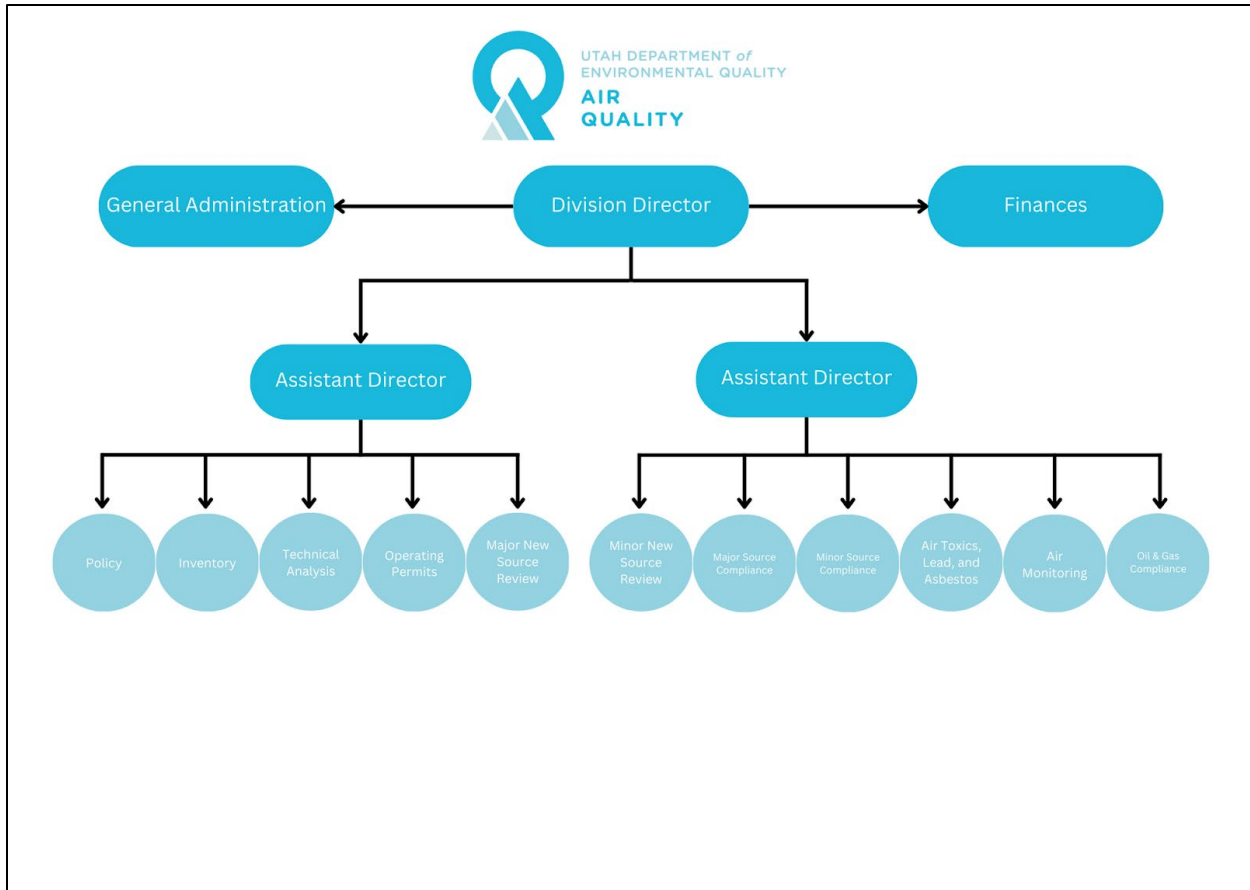 UTAH DEPARTMENT of
ENVIRONMENTAL QUALITY
AIR
QUALITY
General Administration
Division Director
Finances
Assistant Director
Assistant Director
Policy
Inventory
Technical
Analysis
Operating
Permits
Major New
Source
Review
Minor New
Source
Review
Major Source
Compliance
Minor Source
Compliance
Air Toxics,
Lead, and
Asbestos
Air
Monitoring
Oil & Gas
Compliance